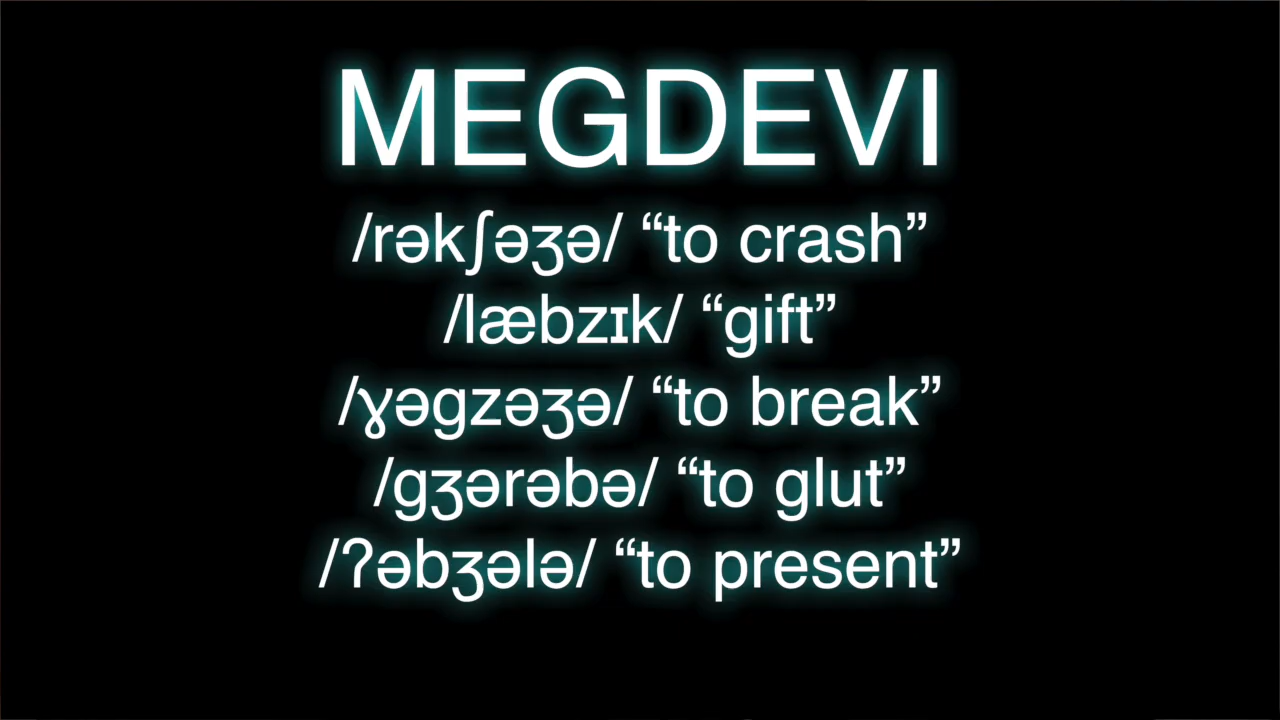 MEGDEVI
/rəkʃəʒə/ “to crash”
/læbzɪk/ “gift”
/ɣəgzəʒə/ “to break”
/gʒərəbə/ “to glut”
/ʔəbʒələ/ “to present”